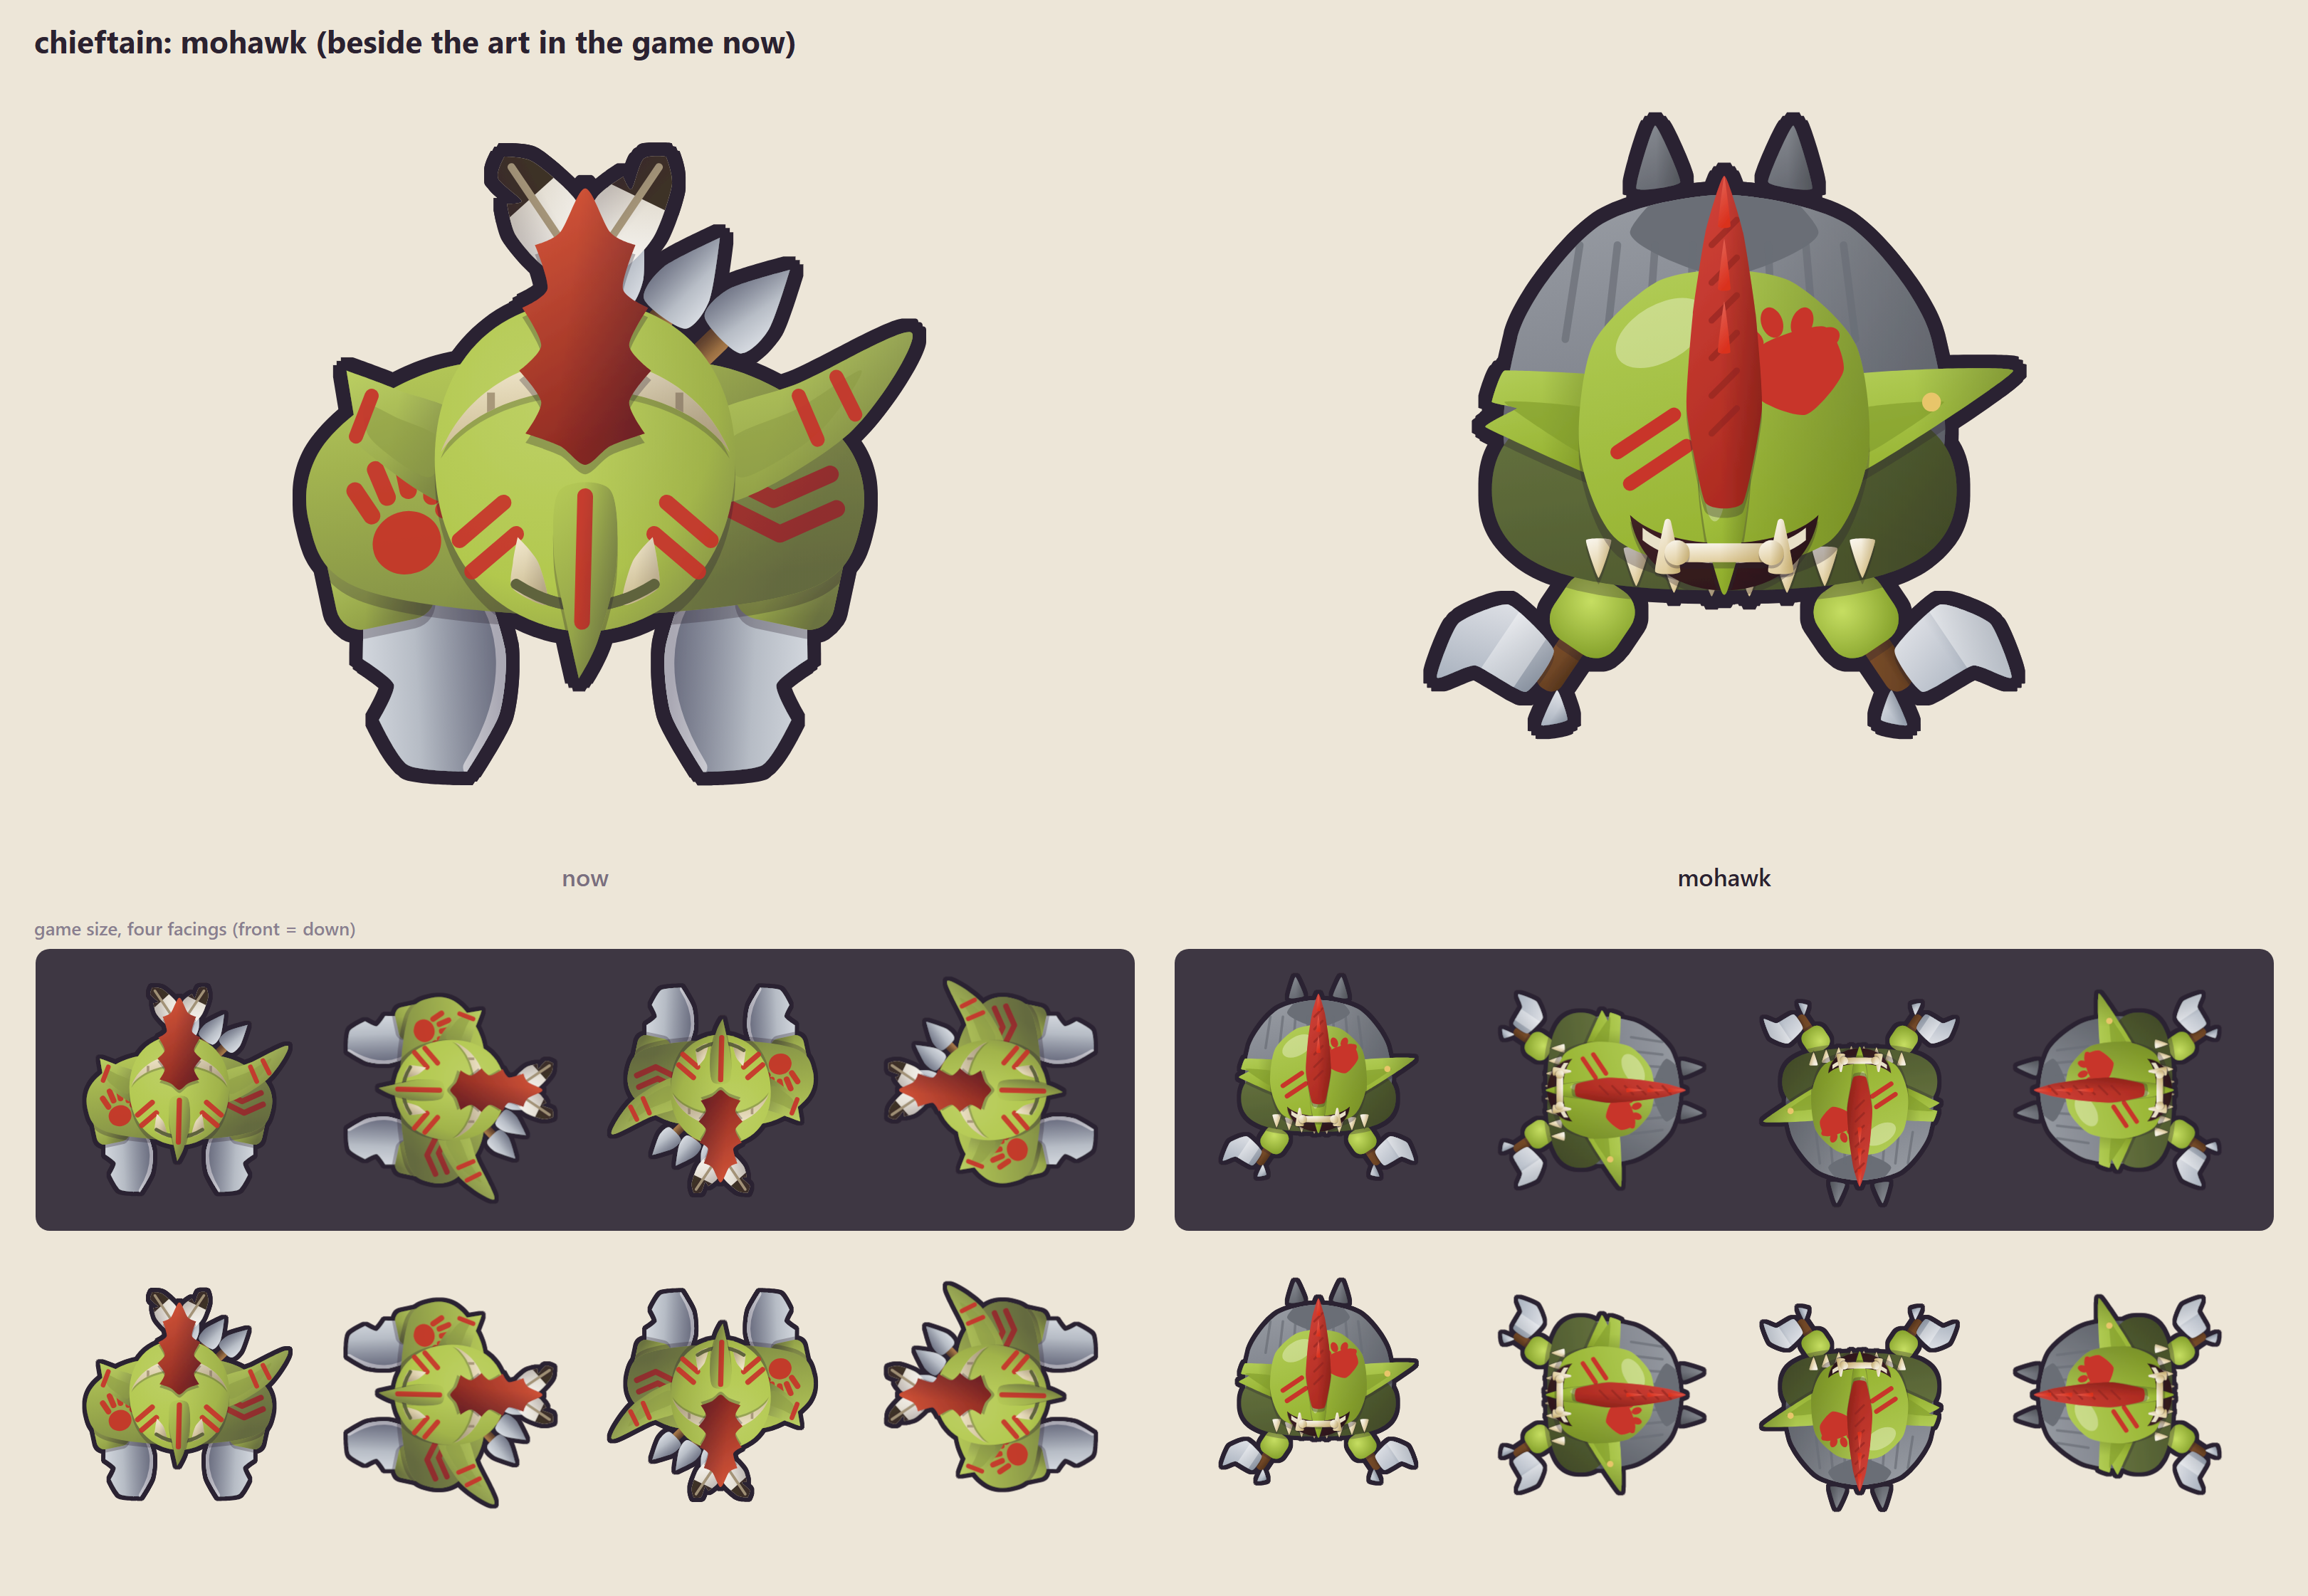 chieftain: mohawk (beside the art in the game now)
now
mohawk
game size, four facings (front = down)